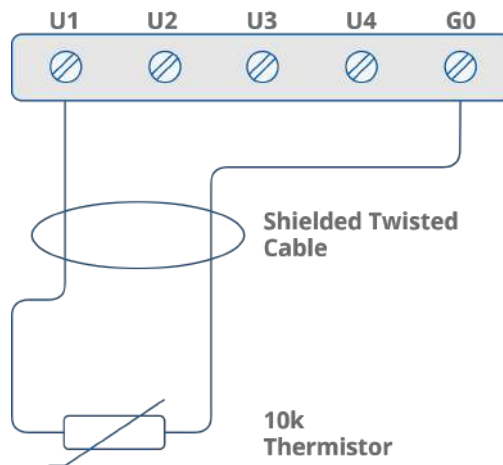 U1 U2 U3 U4 G0
Shielded Twisted
Cable
10k
Thermistor